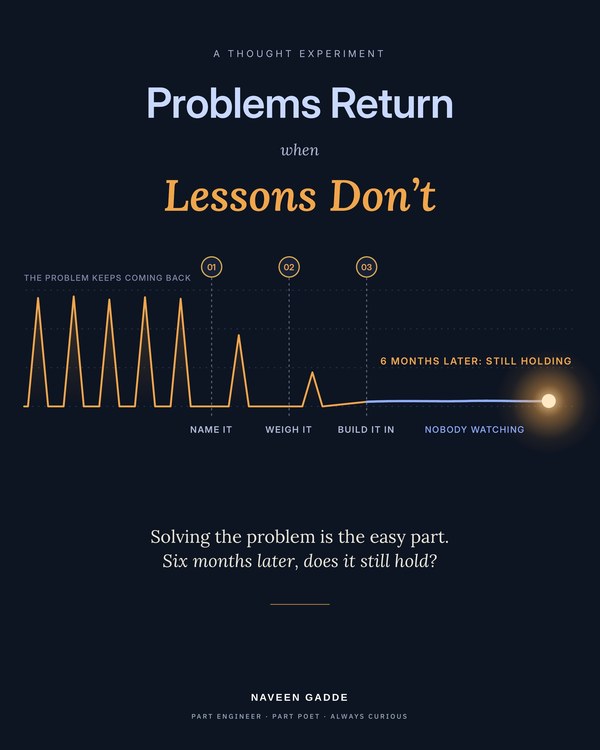 A THOUGHT EXPERIMENT
Problems Return
when
Lessons Don’t
01 02 03
THE PROBLEM KEEPS COMING BACK
6 MONTHS LATER: STILL HOLDING
NAME IT WEIGH IT BUILD IT IN NOBODY WATCHING
Solving the problem is the easy part.
Six months later, does it still hold?
NAVEEN GADDE
PART ENGINEER · PART POET · ALWAYS CURIOUS